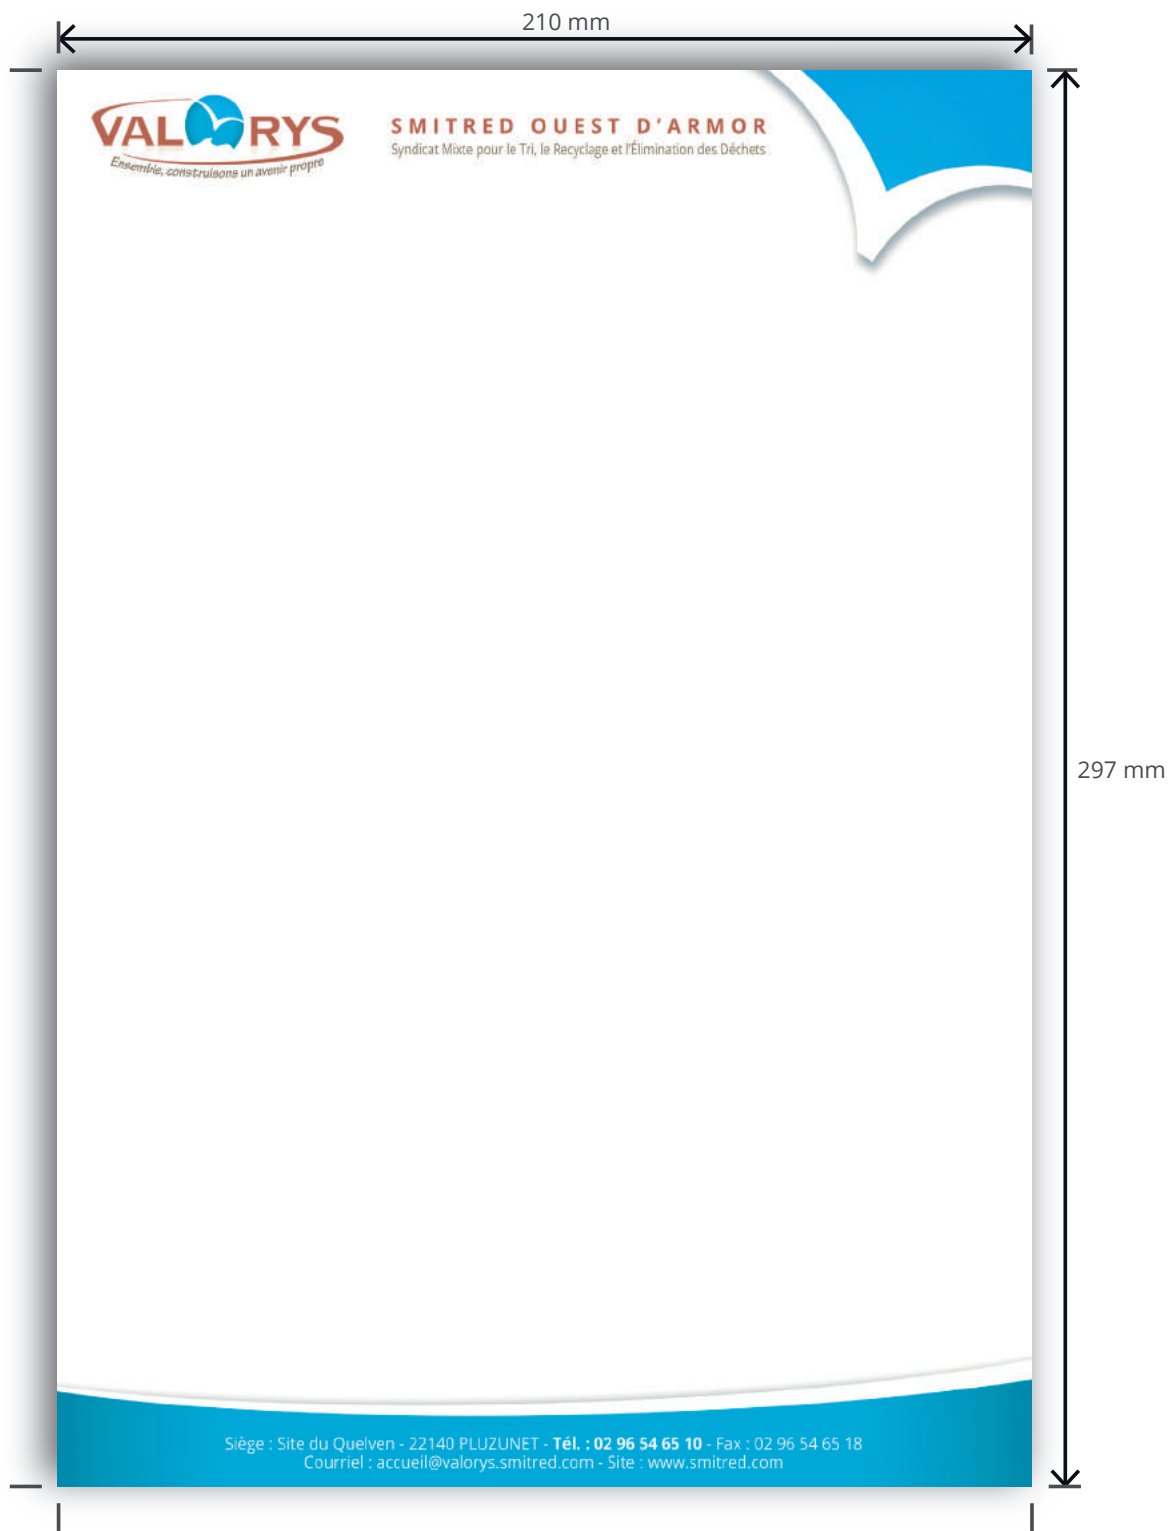 210 mm
VALORYS
Ensemble, construisons un avenir propre
SMITRED OUEST D'ARMOR
Syndicat Mixte pour le Tri, le Recyclage et l'Élimination des Déchets
297 mm
Siège : Site du Quelven - 22140 PLUZUNET - Tél. : 02 96 54 65 10 - Fax : 02 96 54 65 18
Courriel : accueil@valorys.smitred.com - Site : www.smitred.com